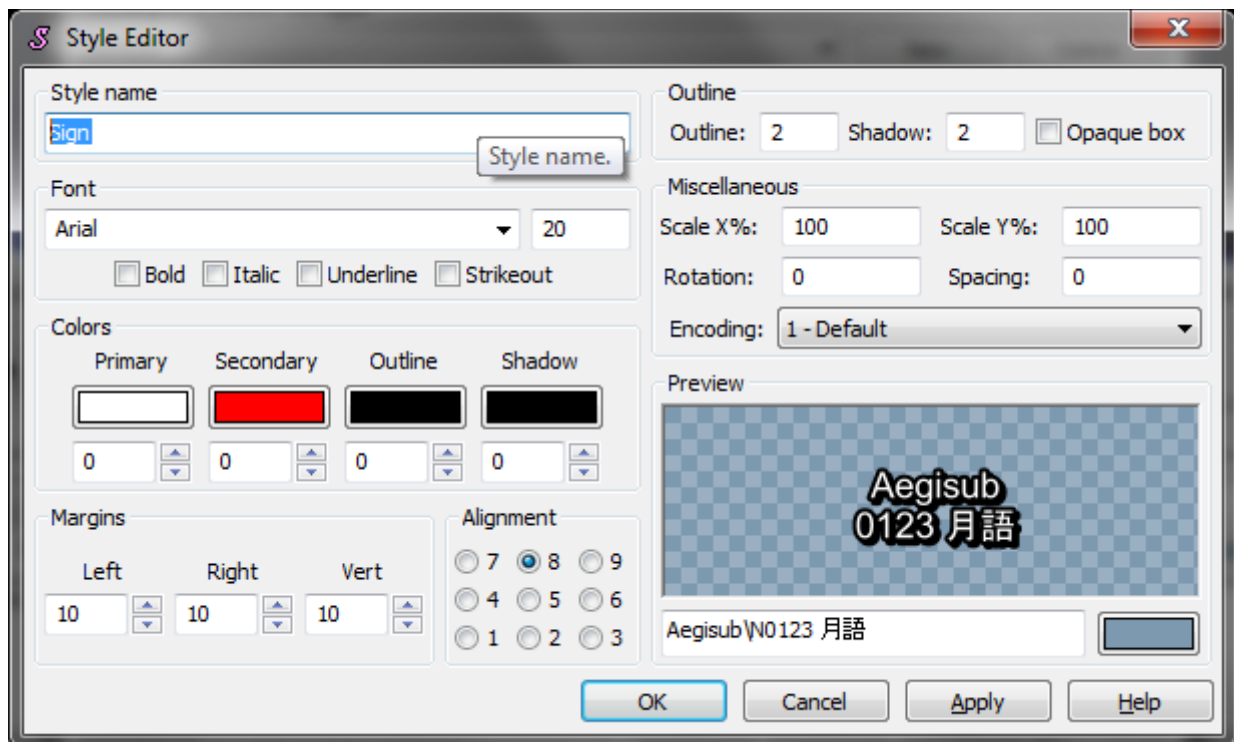 Style Editor
Style name
Sign
Style name.
Font
Arial
20
Bold Italic Underline Strikeout
Colors
Primary Secondary Outline Shadow
0 0 0 0
Margins
Left Right Vert
10 10 10
Alignment
7 8 9
4 5 6
1 2 3
Outline
Outline: 2 Shadow: 2 Opaque box
Miscellaneous
Scale X%: 100 Scale Y%: 100
Rotation: 0 Spacing: 0
Encoding: 1 - Default
Preview
Aegisub
0123 月語
Aegisub\N0123 月語
OK Cancel Apply Help